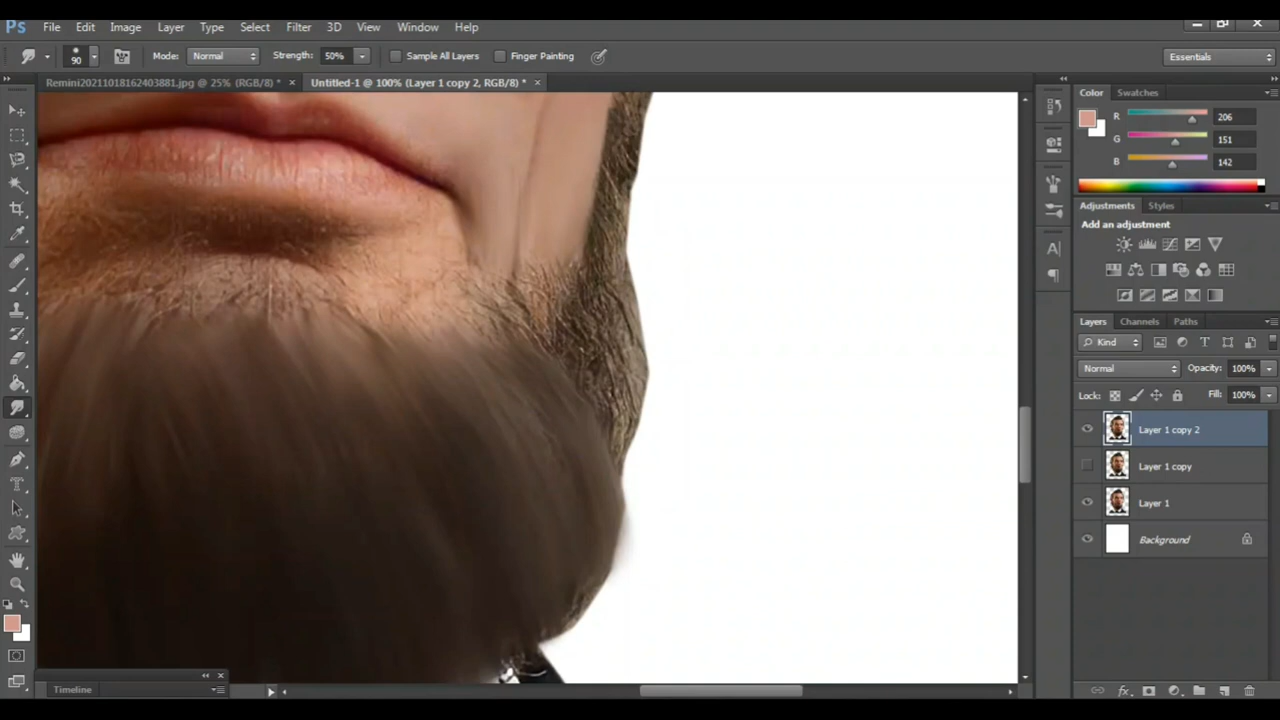 Ps File Edit Image Layer Type Select Filter 3D View Window Help
90 Mode: Normal Strength: 50% Sample All Layers Finger Painting Essentials
Remini20211018162403881.jpg @ 25% (RGB/8) * × Untitled-1 @ 100% (Layer 1 copy 2, RGB/8) * ×
Color Swatches
R 206
G 151
B 142
Adjustments Styles
Add an adjustment
Layers Channels Paths
Kind
Normal Opacity: 100%
Lock: Fill: 100%
Layer 1 copy 2
Layer 1 copy
Layer 1
Background
Timeline